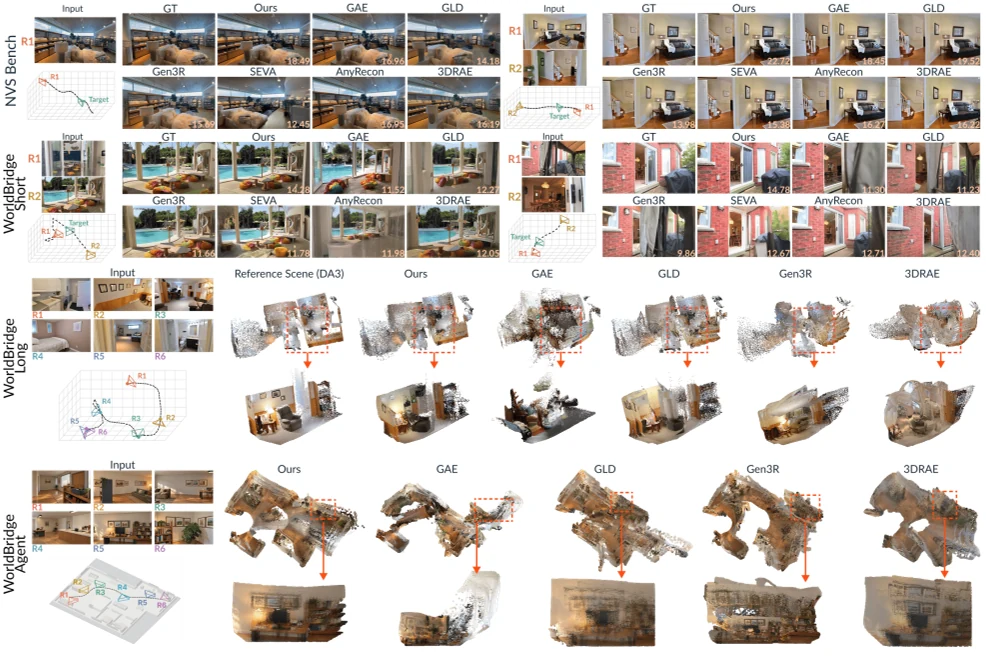 NVS Bench
Input
GT
Ours
GAE
GLD
R1
18.49
16.96
14.18
Gen3R
SEVA
AnyRecon
3DRAE
R1
Target
12.45
16.95
16.19
Input
GT
Ours
GAE
GLD
R1
R2
22.72
18.45
19.52
Gen3R
SEVA
AnyRecon
3DRAE
R2
Target
R1
13.98
15.38
16.27
16.22
WorldBridge
Short
Input
GT
Ours
GAE
GLD
R1
R2
14.28
11.52
12.27
Gen3R
SEVA
AnyRecon
3DRAE
Target
R1
R2
11.66
11.78
11.98
12.05
Input
GT
Ours
GAE
GLD
R1
R2
14.78
11.30
11.23
Gen3R
SEVA
AnyRecon
3DRAE
R2
Target
R1
9.86
12.67
12.71
12.40
WorldBridge
Long
Input
Reference Scene (DA3)
Ours
GAE
GLD
Gen3R
3DRAE
R1
R2
R3
R4
R5
R6
R1
R4
R5
R6
R3
R2
WorldBridge
Agent
Input
Ours
GAE
GLD
Gen3R
3DRAE
R1
R2
R3
R4
R5
R6
R2
R1
R3
R4
R5
R6